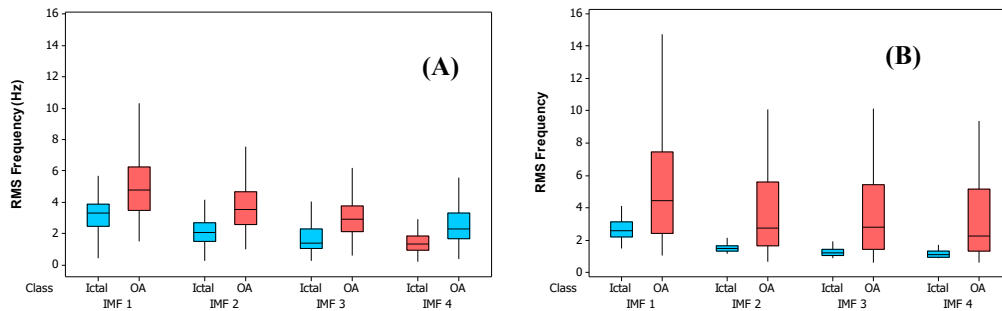 16
14
12
10
8
6
4
2
0
RMS Frequency (Hz)
(A)
Class Ictal OA Ictal OA Ictal OA Ictal OA
IMF 1 IMF 2 IMF 3 IMF 4
16
14
12
10
8
6
4
2
0
RMS Frequency
(B)
Class Ictal OA Ictal OA Ictal OA Ictal OA
IMF 1 IMF 2 IMF 3 IMF 4